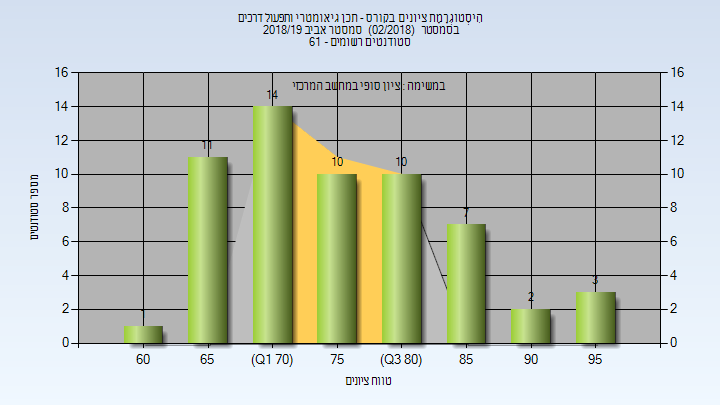 היסטוגרמת ציונים בקורס - תכן גיאומטרי ותפעול דרכים
בסמסטר (02/2018) סמסטר אביב 2018/19
סטודנטים רשומים - 61
במשימה : ציון סופי במחשב המרכזי
16 16
14 14
12 12
10 10
8 8
6 6
4 4
2 2
0 0
1 11 14 10 10 7 2 3
מספר סטודנטים
60 65 (Q1 70) 75 (Q3 80) 85 90 95
טווח ציונים